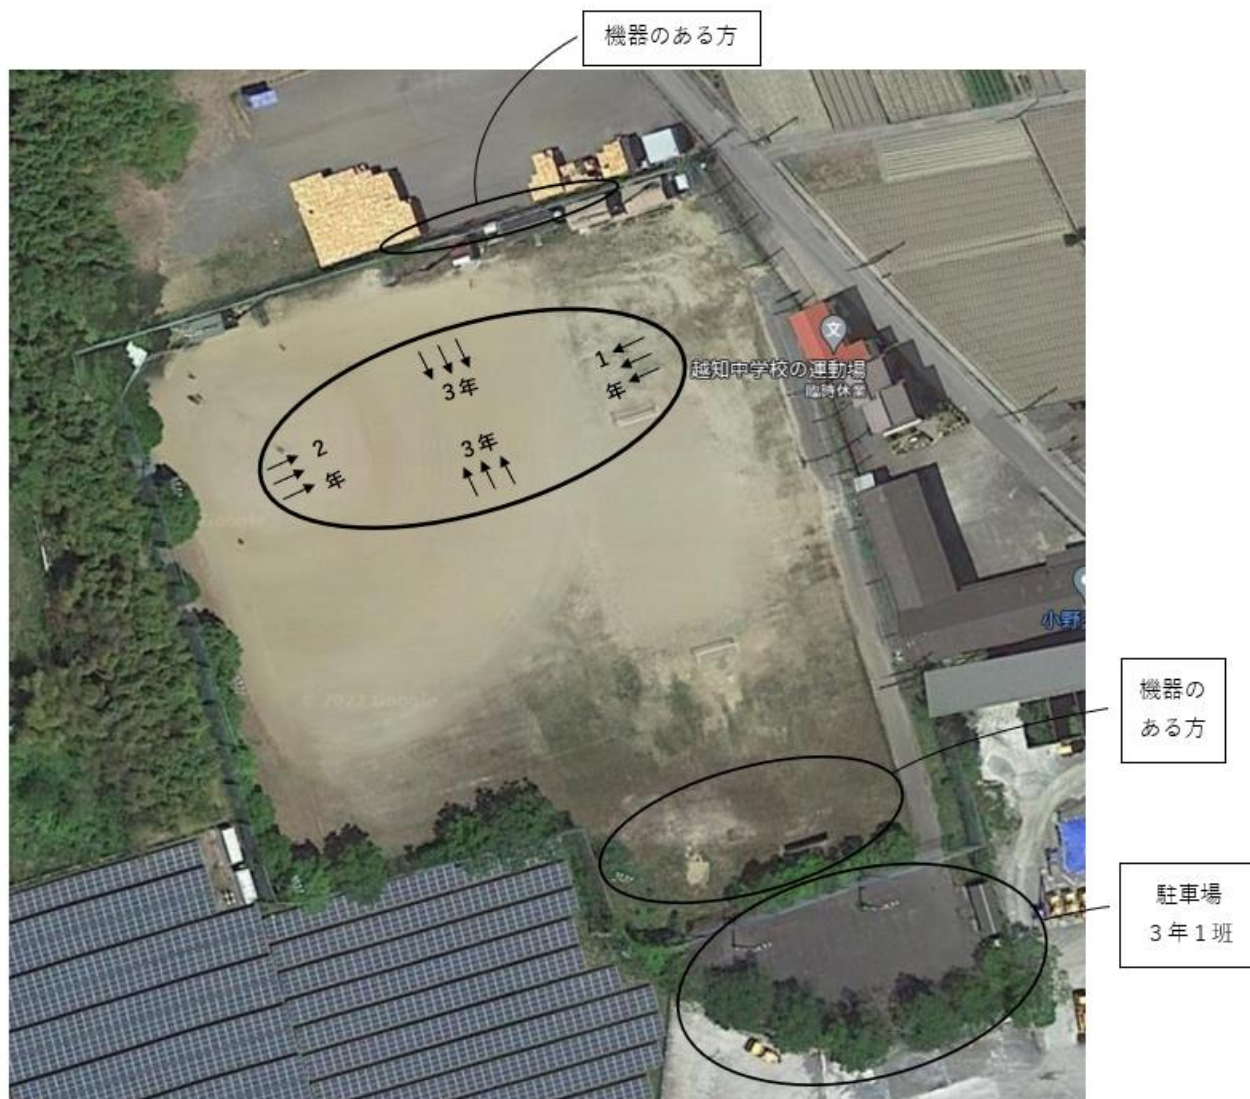 機器のある方
文
1
年
3年
越知中学校の運動場
臨時休業
2
年
3年
小野
© 2022 Google
機器の
ある方
駐車場
3年1班